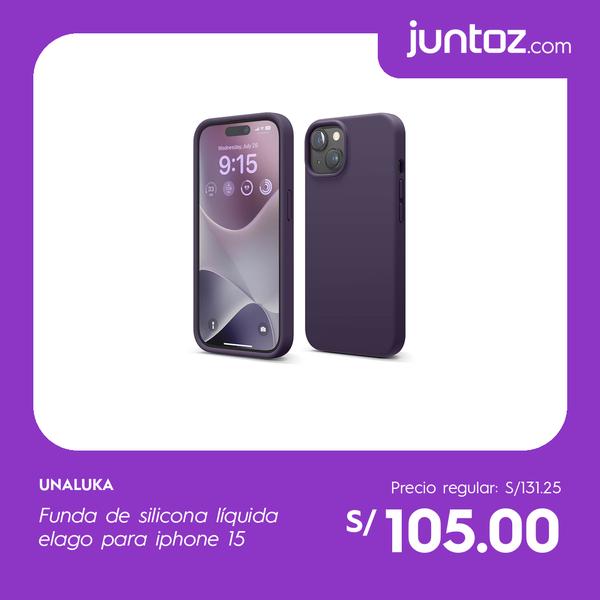 juntoz.com
Wednesday, July 26
9:15
UNALUKA
Funda de silicona líquida
elago para iphone 15
Precio regular: S/131.25
S/105.00